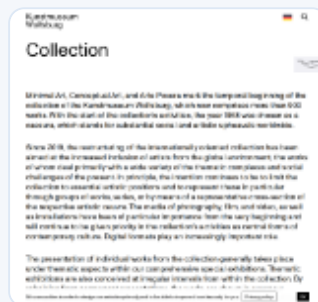 Kunstmuseum
Wolfsburg
Collection
Minimal Art, Conceptual Art, and Arte Povera mark the temporal beginning of the
collection of the Kunstmuseum Wolfsburg, which now comprises more than
works. With the start of the collection's activities, the year 1968 was chosen as a
which stands for substantial social and artistic upheavals worldwide.
Since 2019, the restructuring of the internationally oriented collection has been
aimed at the increased inclusion of artists from the global environment, the works
of whom deal primarily with a wide variety of the thematic complexes and social
challenges of the present. In principle, the intention continues to be to limit the
collection to essential artistic positions and to represent these in particular
through groups of works, series, or by means of a representative cross-section of
the respective artistic oeuvre. The media of photography, film, and video, as well
as installations have been of particular importance from the very beginning and
will continue to be given priority in the collection's activities as central forms of
contemporary culture. Digital formats play an increasingly important role.
The presentation of individual works from the collection generally takes place
under thematic aspects within our comprehensive special exhibitions. Thematic
exhibitions are also conceived at regular intervals from within the collection. By